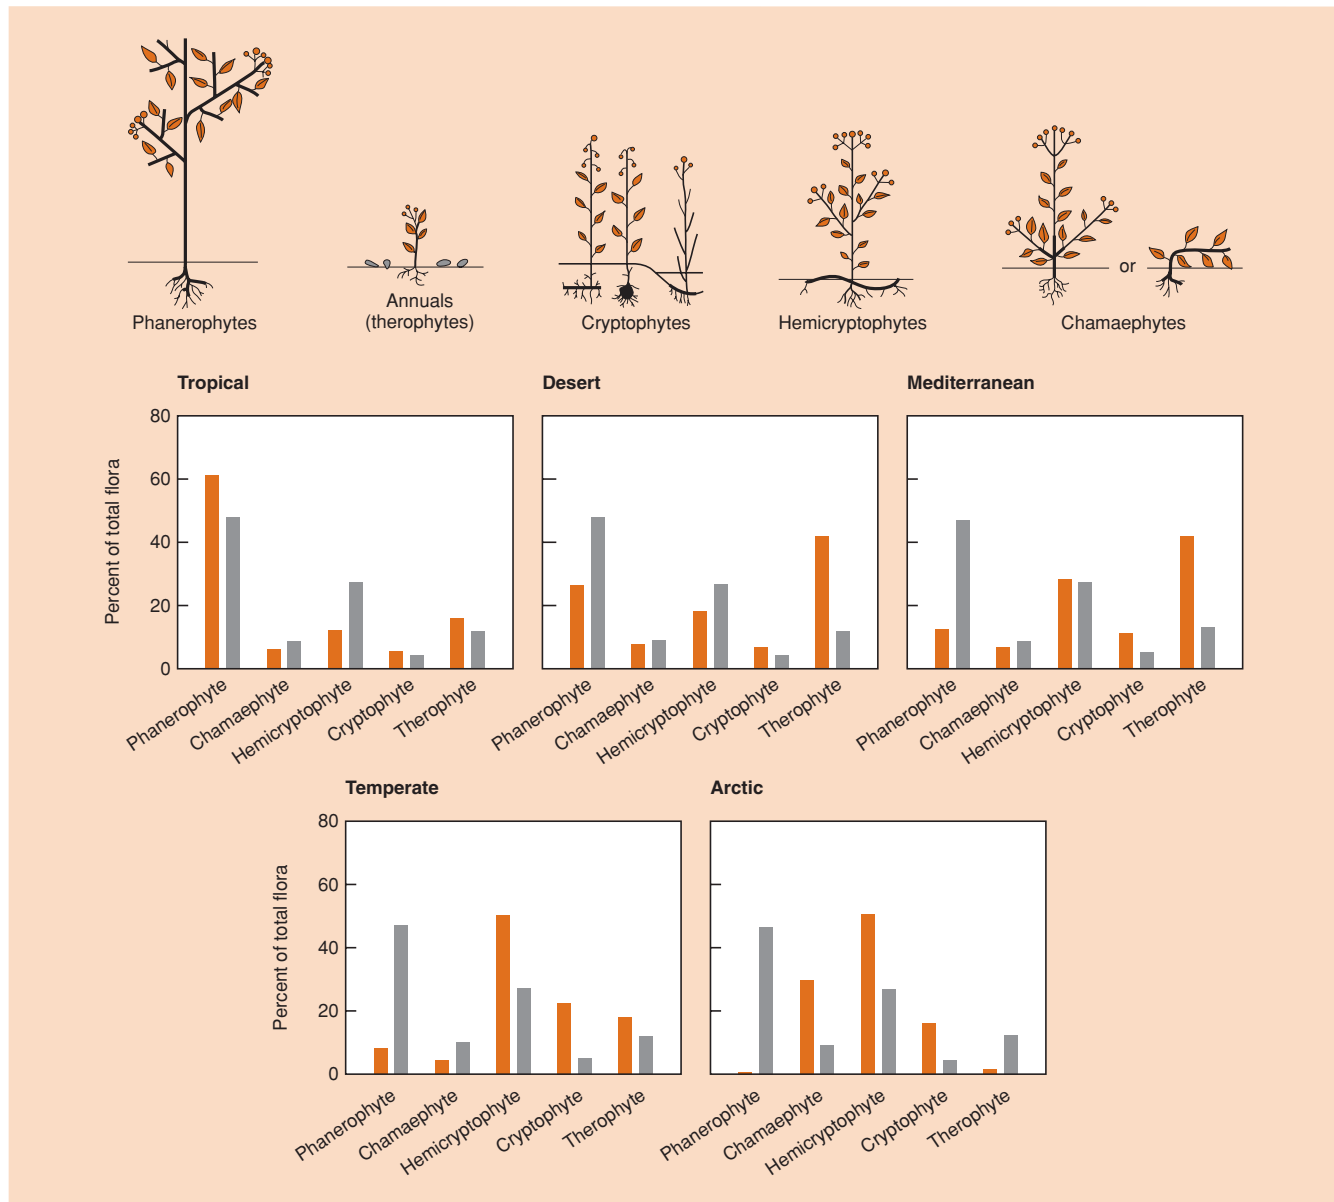 or
Phanerophytes
Annuals
(therophytes)
Cryptophytes
Hemicryptophytes
Chamaephytes
Tropical
Desert
Mediterranean
Percent of total flora
80
60
40
20
0
Phanerophyte
Chamaephyte
Hemicryptophyte
Cryptophyte
Therophyte
Phanerophyte
Chamaephyte
Hemicryptophyte
Cryptophyte
Therophyte
Phanerophyte
Chamaephyte
Hemicryptophyte
Cryptophyte
Therophyte
Temperate
Arctic
Percent of total flora
80
60
40
20
0
Phanerophyte
Chamaephyte
Hemicryptophyte
Cryptophyte
Therophyte
Phanerophyte
Chamaephyte
Hemicryptophyte
Cryptophyte
Therophyte